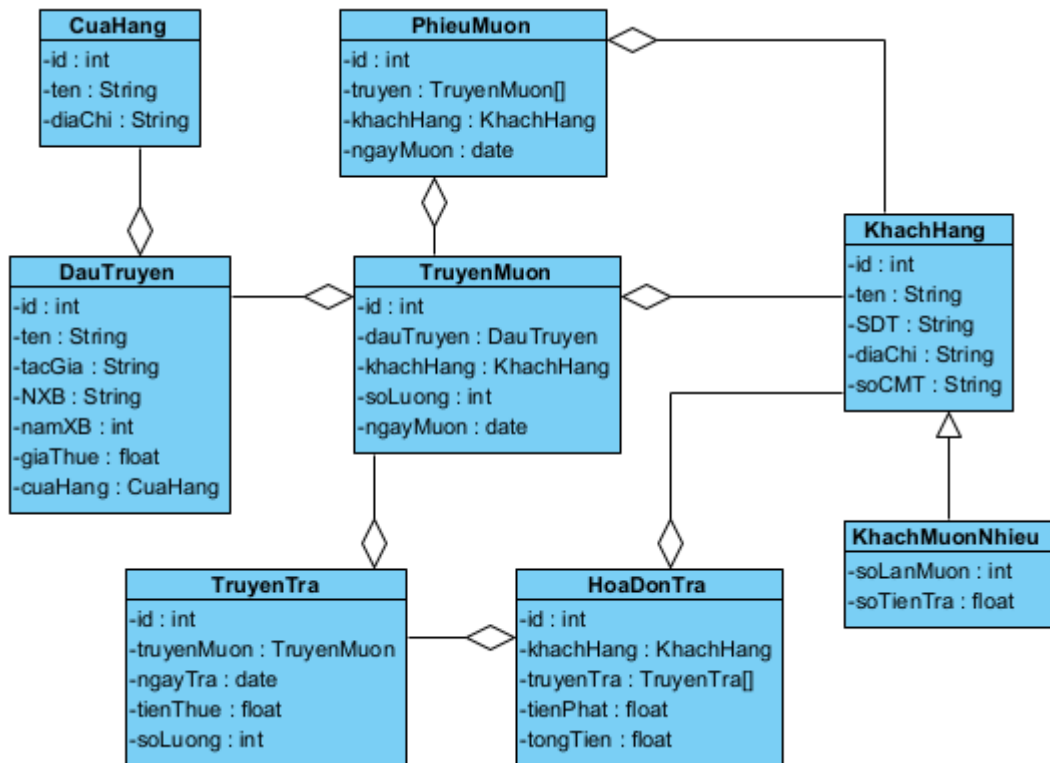 CuaHang
-id : int
-ten : String
-diaChi : String
PhieuMuon
-id : int
-truyen : TruyenMuon[]
-khachHang : KhachHang
-ngayMuon : date
DauTruyen
-id : int
-ten : String
-tacGia : String
-NXB : String
-namXB : int
-giaThue : float
-cuaHang : CuaHang
TruyenMuon
-id : int
-dauTruyen : DauTruyen
-khachHang : KhachHang
-soLuong : int
-ngayMuon : date
KhachHang
-id : int
-ten : String
-SDT : String
-diaChi : String
-soCMT : String
KhachMuonNhieu
-soLanMuon : int
-soTienTra : float
TruyenTra
-id : int
-truyenMuon : TruyenMuon
-ngayTra : date
-tienThue : float
-soLuong : int
HoaDonTra
-id : int
-khachHang : KhachHang
-truyenTra : TruyenTra[]
-tienPhat : float
-tongTien : float